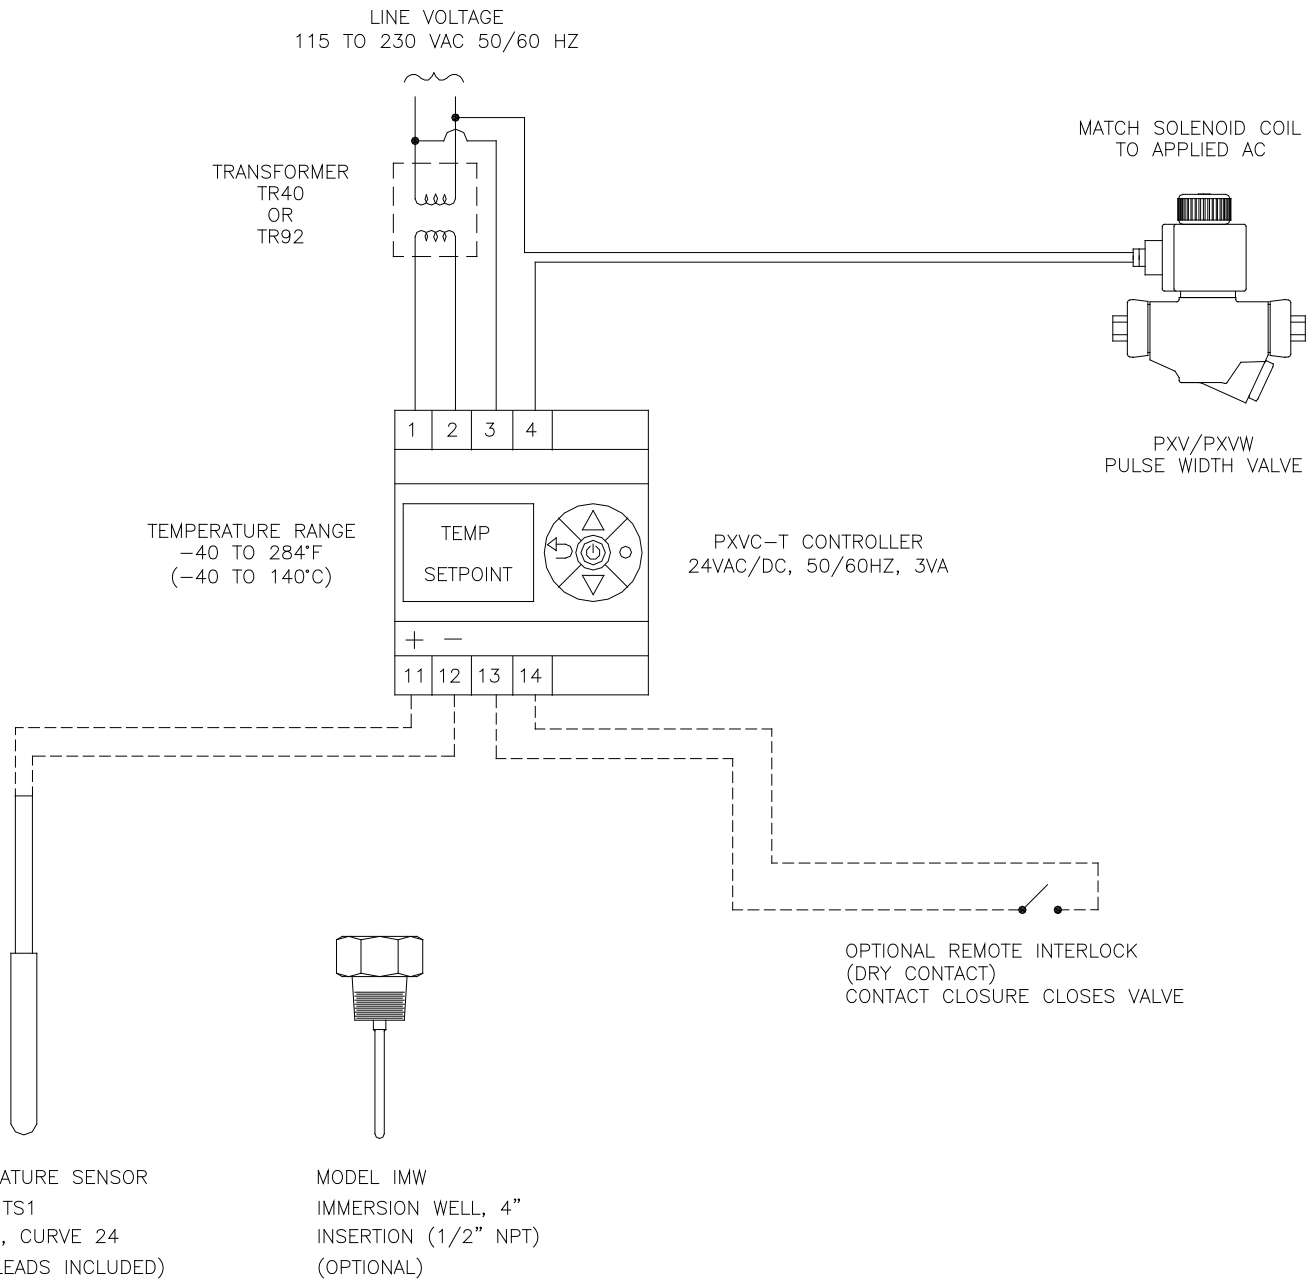 LINE VOLTAGE
115 TO 230 VAC 50/60 HZ
MATCH SOLENOID COIL
TO APPLIED AC
TRANSFORMER
TR40
OR
TR92
1 2 3 4
PXV/PXVW
PULSE WIDTH VALVE
TEMPERATURE RANGE
−40 TO 284°F
(−40 TO 140°C)
TEMP
SETPOINT
PXVC−T CONTROLLER
24VAC/DC, 50/60HZ, 3VA
+ −
11 12 13 14
OPTIONAL REMOTE INTERLOCK
(DRY CONTACT)
CONTACT CLOSURE CLOSES VALVE
ATURE SENSOR
TS1
, CURVE 24
LEADS INCLUDED)
MODEL IMW
IMMERSION WELL, 4”
INSERTION (1/2” NPT)
(OPTIONAL)